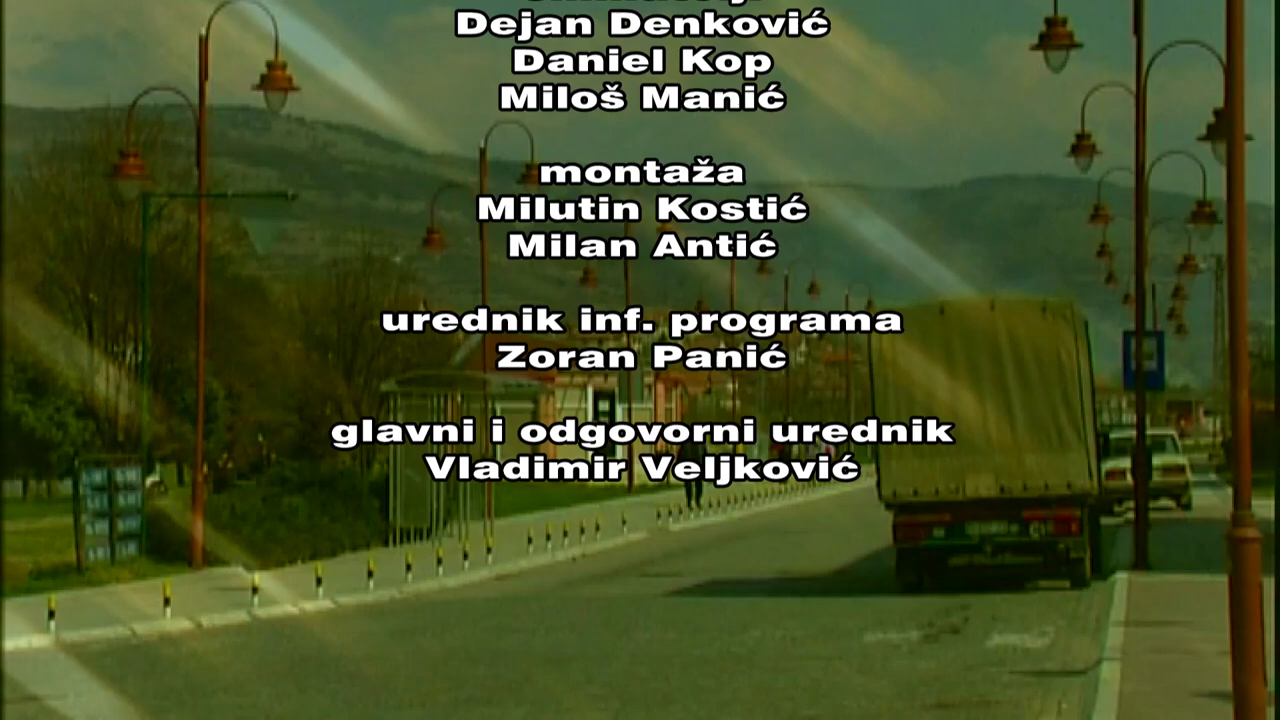 Dejan Denković
Daniel Kop
Miloš Manić
montaža
Milutin Kostić
Milan Antić
urednik inf. programa
Zoran Panić
glavni i odgovorni urednik
Vladimir Veljković